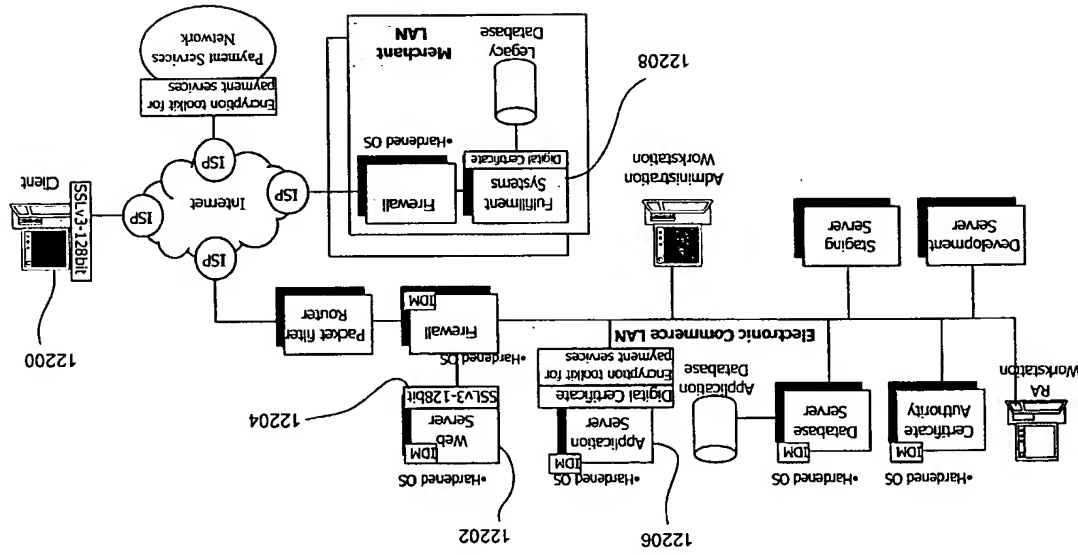 12206
12202
•Hardened OS
•Hardened OS
•Hardened OS
•Hardened OS
RA
Workstation
IDM
Certificate
Authority
IDM
Database
Server
Application
Database
IDM
Application
Server
Digital Certificate
Encryption toolkit for
payment services
IDM
Web
Server
SSLv3-128bit
12204
•Hardened OS
Electronic Commerce LAN
Firewall
IDM
Packet filter
Router
12200
Development
Server
Staging
Server
Administration
Workstation
ISP
ISP
ISP
ISP
Internet
SSLv3-128bit
Client
12208
Fulfillment
Systems
Digital Certificate
Firewall
•Hardened OS
Legacy
Database
Merchant
LAN
Encryption toolkit for
payment services
Payment Services
Network